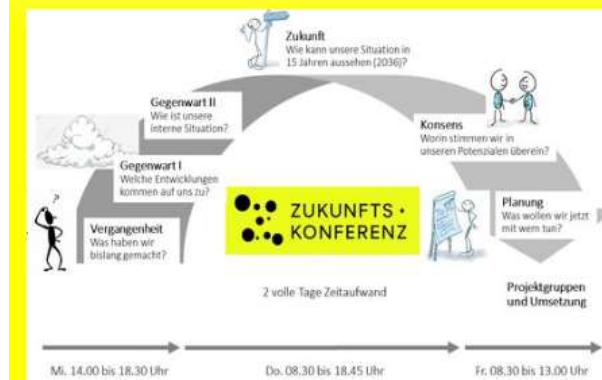 Zukunft
Wie kann unsere Situation in
15 Jahren aussehen (2036)?
Gegenwart II
Wie ist unsere
interne Situation?
Gegenwart I
Welche Entwicklungen
kommen auf uns zu?
Vergangenheit
Was haben wir
bislang gemacht?
?
ZUKUNFTS •
KONFERENZ
2 volle Tage Zeitaufwand
Konsens
Worin stimmen wir in
unseren Potenzialen überein?
Planung
Was wollen wir jetzt
mit wem tun?
Projektgruppen
und Umsetzung
Mi. 14.00 bis 18.30 Uhr
Do. 08.30 bis 18.45 Uhr
Fr. 08.30 bis 13.00 Uhr